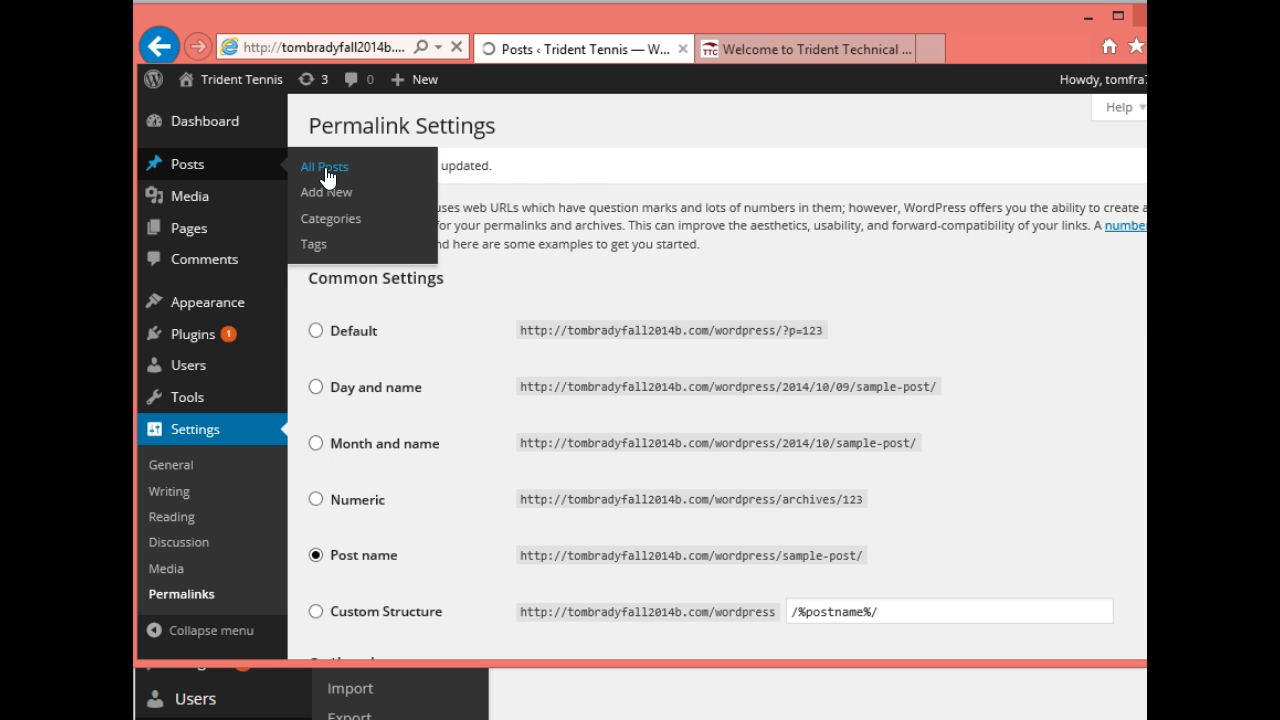 http://tombradyfall2014b....
Posts ‹ Trident Tennis — W...
TTC Welcome to Trident Technical ...
Trident Tennis 3 0 New
Howdy, tomfra
Dashboard
Help
Permalink Settings
Posts
All Posts
updated.
Add New
Media
uses web URLs which have question marks and lots of numbers in them; however, WordPress offers you the ability to create a
Categories
for your permalinks and archives. This can improve the aesthetics, usability, and forward-compatibility of your links. A numbe
Pages
Tags
nd here are some examples to get you started.
Comments
Common Settings
Appearance
Default http://tombradyfall2014b.com/wordpress/?p=123
Plugins 1
Users
Day and name http://tombradyfall2014b.com/wordpress/2014/10/09/sample-post/
Tools
Settings
Month and name http://tombradyfall2014b.com/wordpress/2014/10/sample-post/
General
Writing
Numeric http://tombradyfall2014b.com/wordpress/archives/123
Reading
Discussion
Post name http://tombradyfall2014b.com/wordpress/sample-post/
Media
Permalinks
Custom Structure http://tombradyfall2014b.com/wordpress /%postname%/
Collapse menu
Users
Import
Export